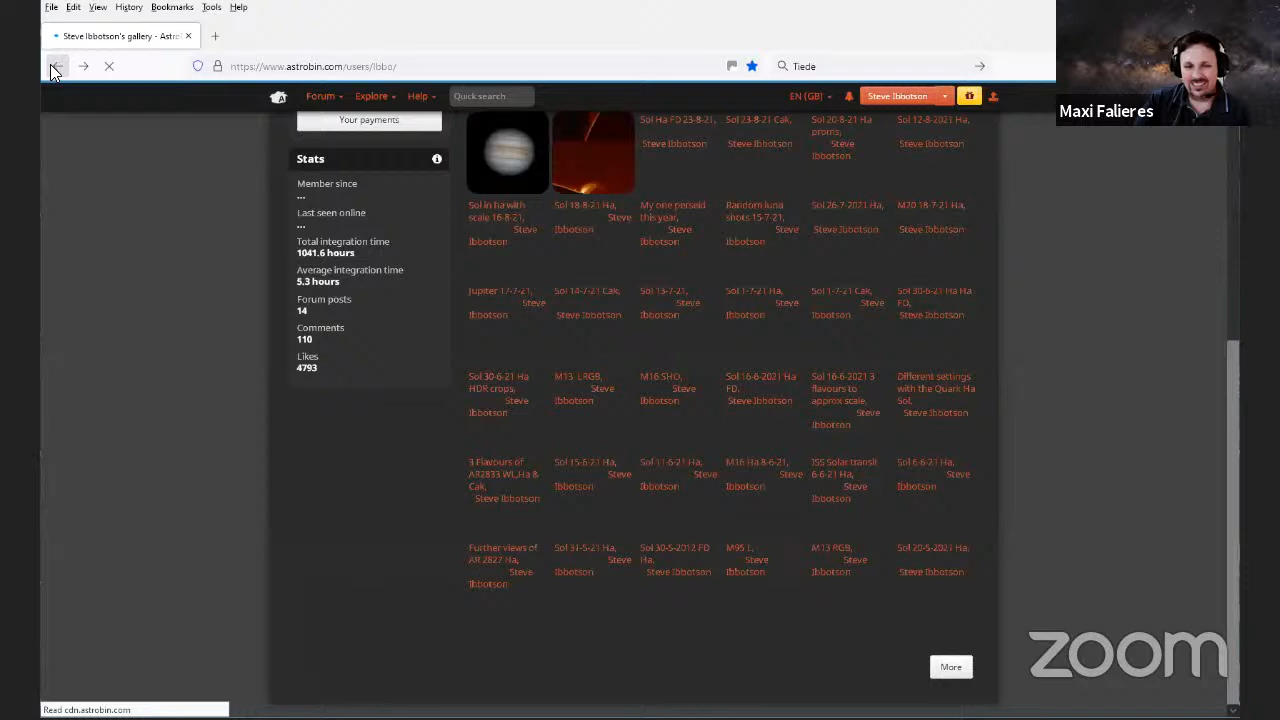 File Edit View History Bookmarks Tools Help
Steve Ibbotson's gallery - Astro
https://www.astrobin.com/users/Ibbo/
Tiede
Forum Explore Help Quick search
EN (GB) Steve Ibbotson
Maxi Falieres
Your payments
Stats
Member since
...
Last seen online
...
Total integration time
1041.6 hours
Average integration time
5.3 hours
Forum posts
14
Comments
110
Likes
4793
Sol Ha FD 23-8-21,
Steve Ibbotson
Sol 23-8-21 Cak,
Steve Ibbotson
Sol 20-8-21 Ha
proms,
Steve
Ibbotson
Sol 12-8-2021 Ha,
Steve Ibbotson
Sol in ha with
scale 16-8-21,
Steve
Ibbotson
Sol 18-8-21 Ha,
Steve
Ibbotson
My one perseid
this year,
Steve
Ibbotson
Random luna
shots 15-7-21,
Steve
Ibbotson
Sol 26-7-2021 Ha,
Steve Ibbotson
M20 18-7-21 Ha,
Steve Ibbotson
Jupiter 17-7-21,
Steve
Ibbotson
Sol 14-7-21 Cak,
Steve Ibbotson
Sol 13-7-21,
Steve
Ibbotson
Sol 1-7-21 Ha,
Steve
Ibbotson
Sol 1-7-21 Cak,
Steve
Ibbotson
Sol 30-6-21 Ha Ha
FD,
Steve Ibbotson
Sol 30-6-21 Ha
HDR crops,
Steve
Ibbotson
M13 LRGB,
Steve
Ibbotson
M16 SHO,
Steve
Ibbotson
Sol 16-6-2021 Ha
FD,
Steve Ibbotson
Sol 16-6-2021 3
flavours to
approx scale,
Steve
Ibbotson
Different settings
with the Quark Ha
Sol,
Steve Ibbotson
3 Flavours of
AR2833 WL,Ha &
Cak,
Steve Ibbotson
Sol 15-6-21 Ha,
Steve
Ibbotson
Sol 11-6-21 Ha,
Steve
Ibbotson
M16 Ha 8-6-21,
Steve
Ibbotson
ISS Solar transit
6-6-21 Ha,
Steve
Ibbotson
Sol 6-6-21 Ha,
Steve
Ibbotson
Further views of
AR 2827 Ha,
Steve
Ibbotson
Sol 31-5-21 Ha,
Steve
Ibbotson
Sol 30-5-2012 FD
Ha,
Steve Ibbotson
M95 L,
Steve
Ibbotson
M13 RGB,
Steve
Ibbotson
Sol 20-5-2021 Ha,
Steve Ibbotson
More
zoom
Read cdn.astrobin.com